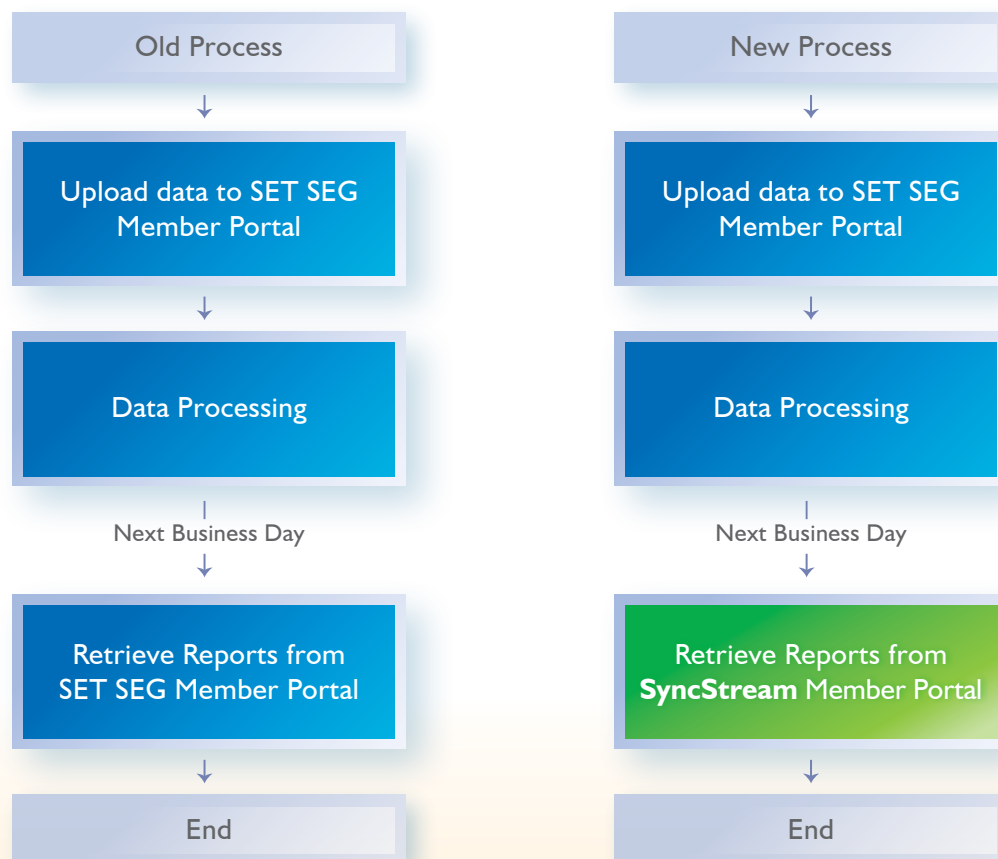 Old Process
Upload data to SET SEG
Member Portal
Data Processing
Next Business Day
Retrieve Reports from
SET SEG Member Portal
End
New Process
Upload data to SET SEG
Member Portal
Data Processing
Next Business Day
Retrieve Reports from
SyncStream Member Portal
End